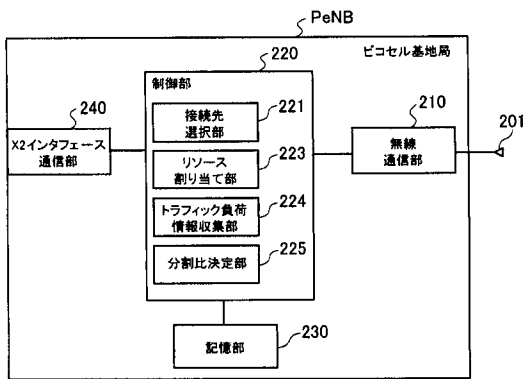 PeNB
ピコセル基地局
220
制御部
240
X2インタフェース
通信部
221
接続先
選択部
223
リソース
割り当て部
224
トラフィック負荷
情報収集部
225
分割比決定部
210
無線
通信部
201
230
記憶部